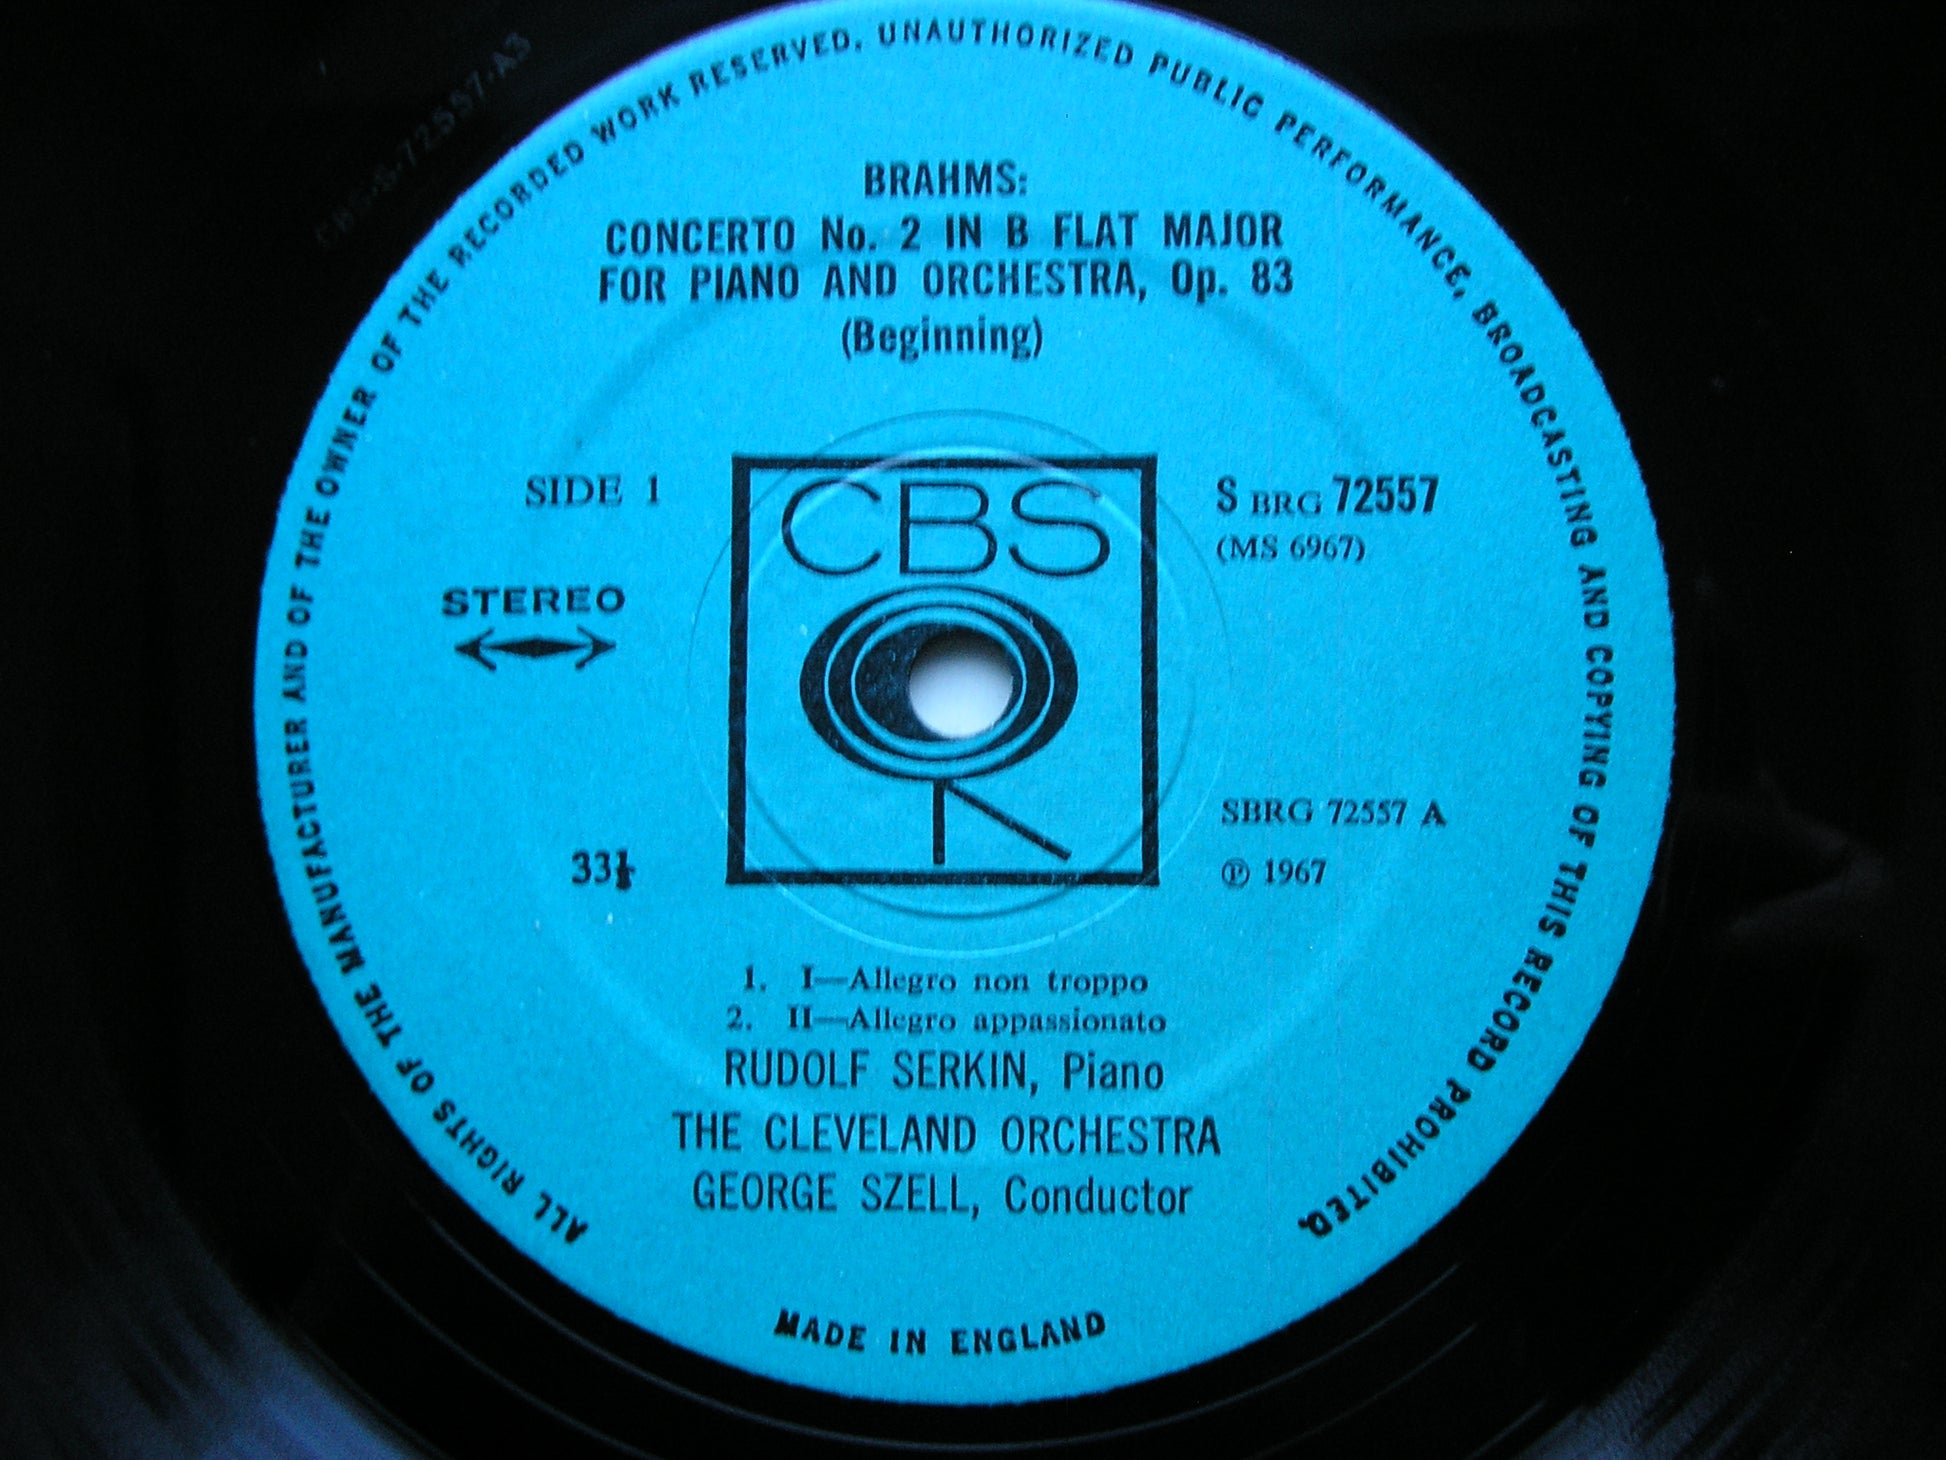 ALL RIGHTS OF THE MANUFACTURER AND OF THE OWNER OF THE RECORDED WORK RESERVED. UNAUTHORIZED PUBLIC PERFORMANCE, BROADCASTING AND COPYING OF THIS RECORD PROHIBITED.
BRAHMS:
CONCERTO No. 2 IN B FLAT MAJOR
FOR PIANO AND ORCHESTRA, Op. 83
(Beginning)
SIDE 1
STEREO
33⅓
CBS
S BRG 72557
(MS 6967)
SBRG 72557 A
℗ 1967
1. I—Allegro non troppo
2. II—Allegro appassionato
RUDOLF SERKIN, Piano
THE CLEVELAND ORCHESTRA
GEORGE SZELL, Conductor
MADE IN ENGLAND